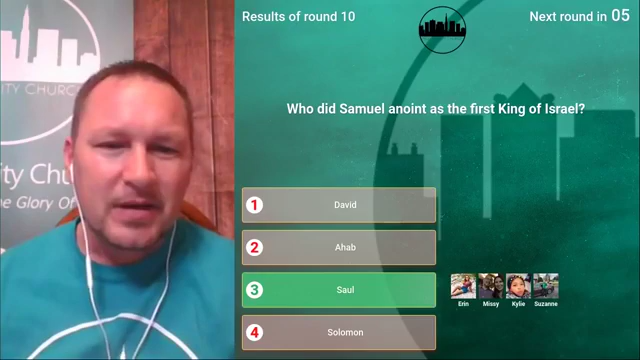 Results of round 10
Next round in 05
Who did Samuel anoint as the first King of Israel?
1 David
2 Ahab
3 Saul
4 Solomon
Erin Missy Kylie Suzanne
ITY CHURC
ity Chu
e Glory Of